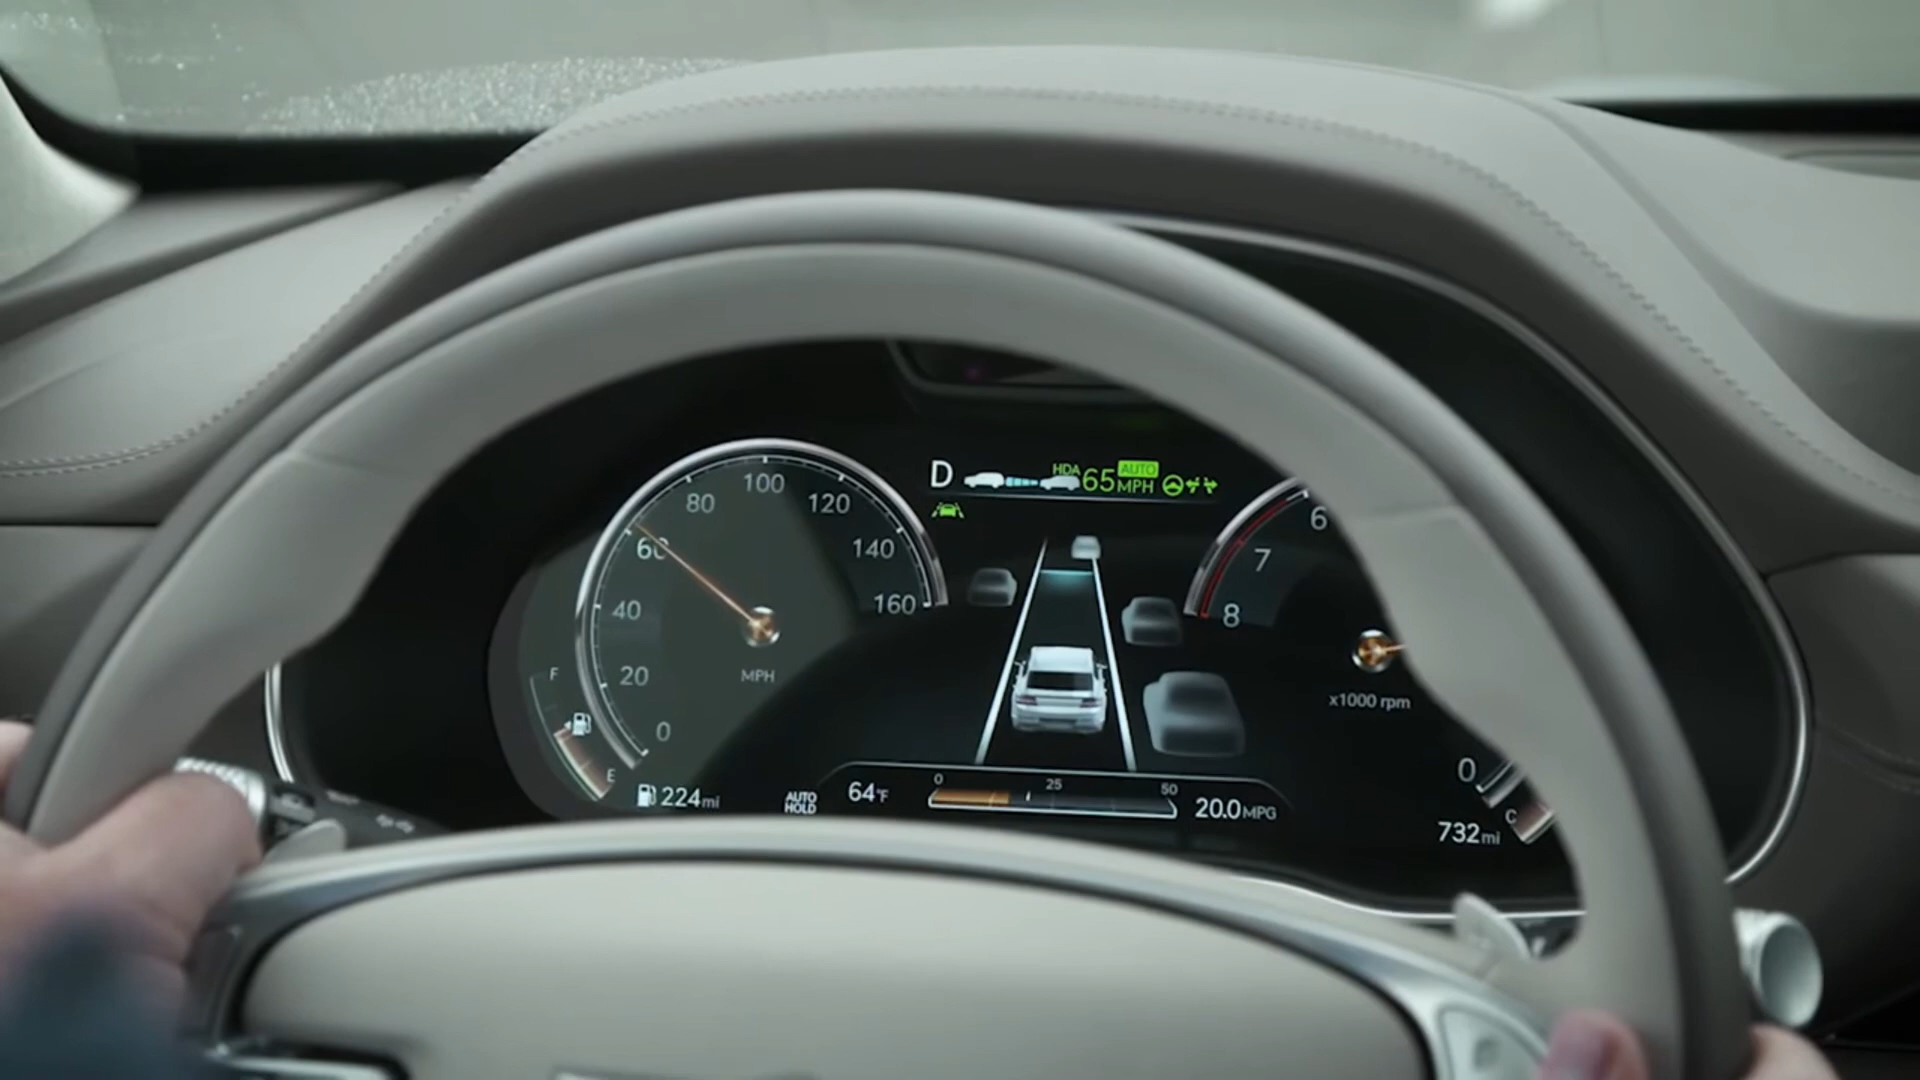 D HDA 65 AUTO MPH
0 20 40 60 80 100 120 140 160
MPH
F
E
224mi
AUTO
HOLD
64°F
0 25 50
20.0MPG
6
7
8
x1000 rpm
0
C
732mi